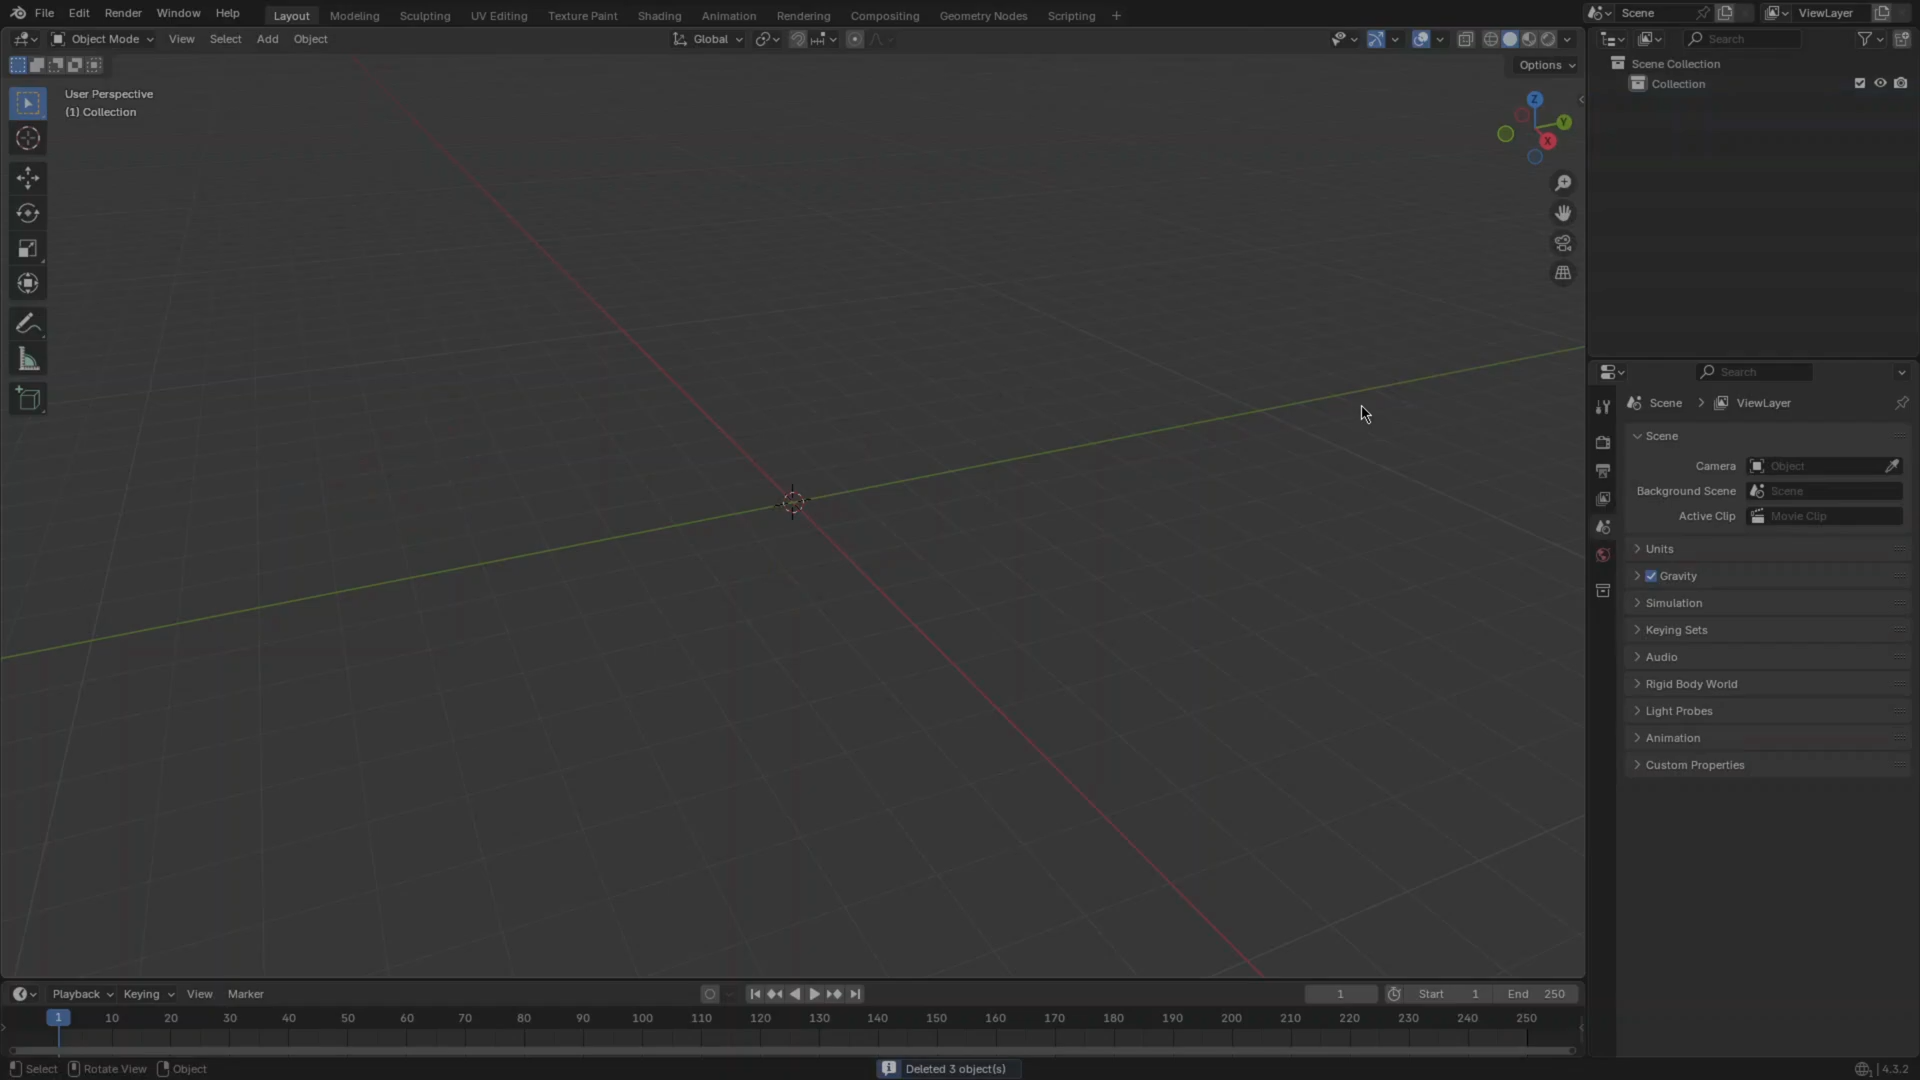 File Edit Render Window Help
Layout Modeling Sculpting UV Editing Texture Paint Shading Animation Rendering Compositing Geometry Nodes Scripting +
Scene
ViewLayer
Object Mode View Select Add Object
Global
Options
User Perspective
(1) Collection
Z
Y
X
Search
Scene Collection
Collection
Search
Scene > ViewLayer
Scene
Camera Object
Background Scene Scene
Active Clip Movie Clip
Units
Gravity
Simulation
Keying Sets
Audio
Rigid Body World
Light Probes
Animation
Custom Properties
Playback Keying View Marker
1 Start 1 End 250
1 10 20 30 40 50 60 70 80 90 100 110 120 130 140 150 160 170 180 190 200 210 220 230 240 250
Select Rotate View Object
Deleted 3 object(s)
4.3.2